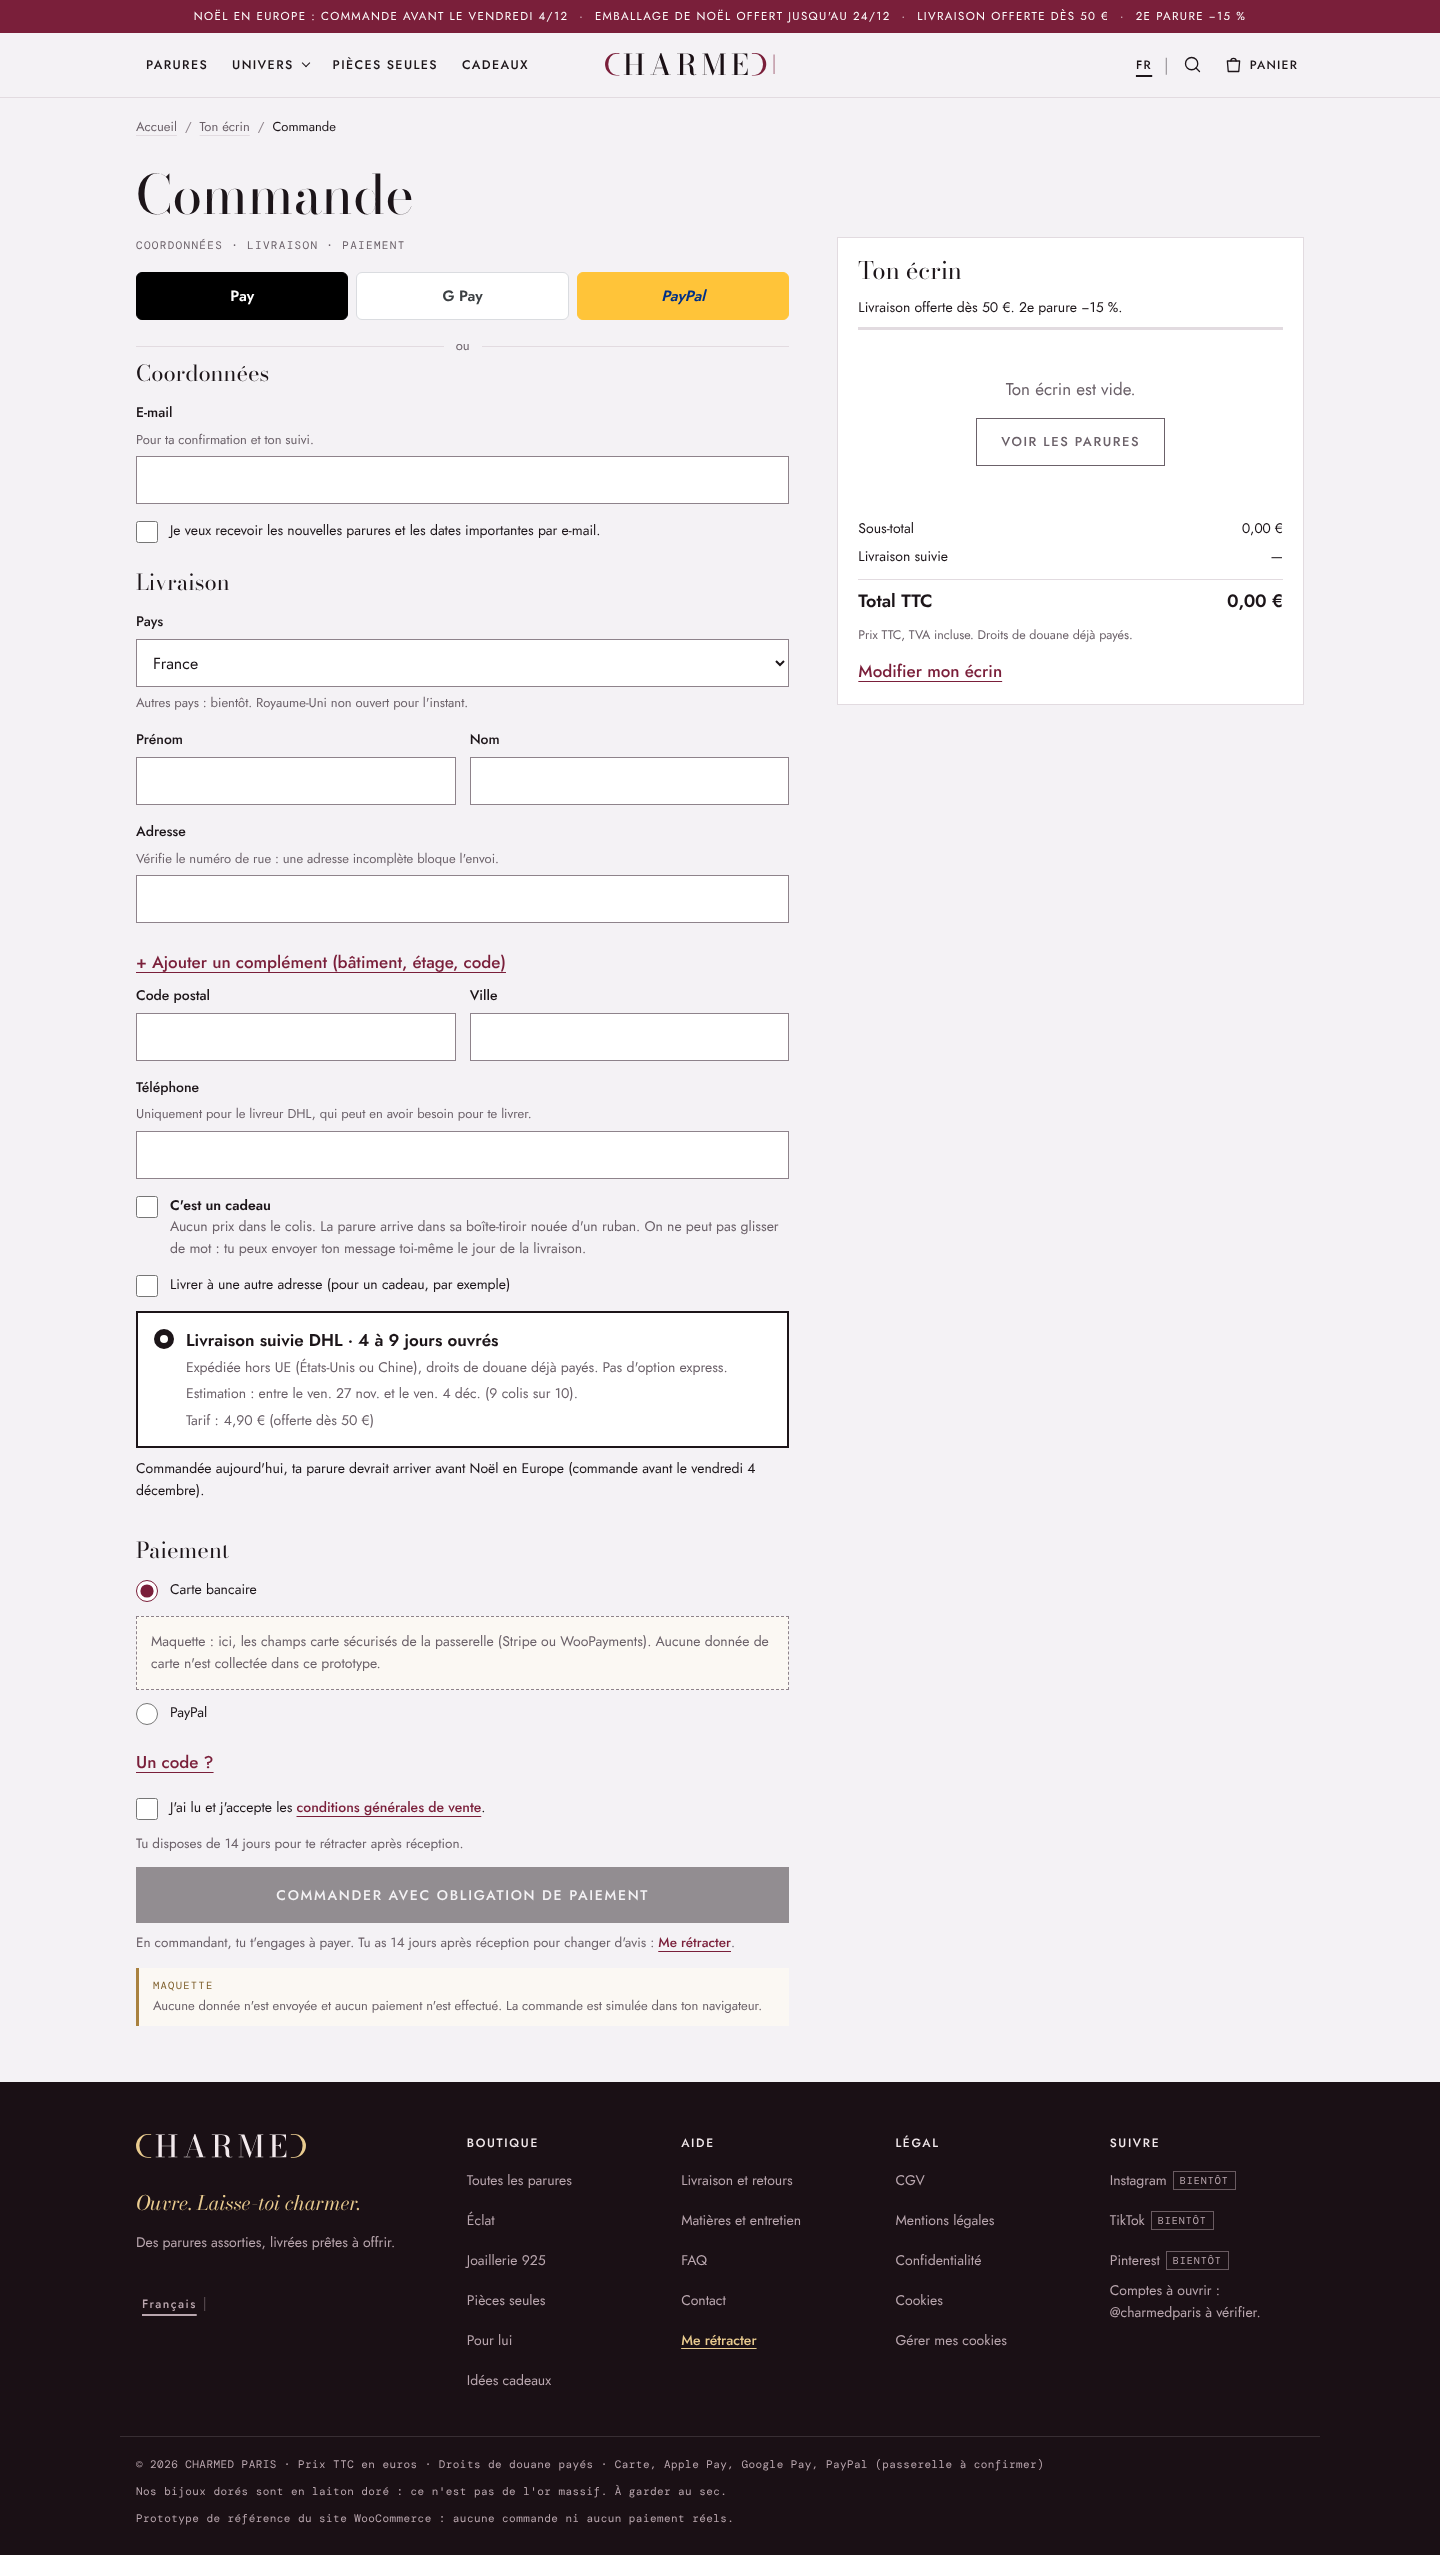 NOËL EN EUROPE : COMMANDE AVANT LE VENDREDI 4/12 · EMBALLAGE DE NOËL OFFERT JUSQU'AU 24/12 · LIVRAISON OFFERTE DÈS 50 € · 2E PARURE −15 %
PARURES UNIVERS PIÈCES SEULES CADEAUX CHARMED FR PANIER
Accueil / Ton écrin / Commande
Commande
COORDONNÉES · LIVRAISON · PAIEMENT
Pay G Pay PayPal
ou
Coordonnées
E-mail
Pour ta confirmation et ton suivi.
Je veux recevoir les nouvelles parures et les dates importantes par e-mail.
Livraison
Pays
France
Autres pays : bientôt. Royaume-Uni non ouvert pour l'instant.
Prénom Nom
Adresse
Vérifie le numéro de rue : une adresse incomplète bloque l'envoi.
+ Ajouter un complément (bâtiment, étage, code)
Code postal Ville
Téléphone
Uniquement pour le livreur DHL, qui peut en avoir besoin pour te livrer.
C'est un cadeau
Aucun prix dans le colis. La parure arrive dans sa boîte-tiroir nouée d'un ruban. On ne peut pas glisser
de mot : tu peux envoyer ton message toi-même le jour de la livraison.
Livrer à une autre adresse (pour un cadeau, par exemple)
Livraison suivie DHL · 4 à 9 jours ouvrés
Expédiée hors UE (États-Unis ou Chine), droits de douane déjà payés. Pas d'option express.
Estimation : entre le ven. 27 nov. et le ven. 4 déc. (9 colis sur 10).
Tarif : 4,90 € (offerte dès 50 €)
Commandée aujourd'hui, ta parure devrait arriver avant Noël en Europe (commande avant le vendredi 4
décembre).
Paiement
Carte bancaire
Maquette : ici, les champs carte sécurisés de la passerelle (Stripe ou WooPayments). Aucune donnée de
carte n'est collectée dans ce prototype.
PayPal
Un code ?
J'ai lu et j'accepte les conditions générales de vente.
Tu disposes de 14 jours pour te rétracter après réception.
COMMANDER AVEC OBLIGATION DE PAIEMENT
En commandant, tu t'engages à payer. Tu as 14 jours après réception pour changer d'avis : Me rétracter.
MAQUETTE
Aucune donnée n'est envoyée et aucun paiement n'est effectué. La commande est simulée dans ton navigateur.
Ton écrin
Livraison offerte dès 50 €. 2e parure −15 %.
Ton écrin est vide.
VOIR LES PARURES
Sous-total 0,00 €
Livraison suivie —
Total TTC 0,00 €
Prix TTC, TVA incluse. Droits de douane déjà payés.
Modifier mon écrin
CHARMED
Ouvre. Laisse-toi charmer.
Des parures assorties, livrées prêtes à offrir.
Français
BOUTIQUE
Toutes les parures
Éclat
Joaillerie 925
Pièces seules
Pour lui
Idées cadeaux
AIDE
Livraison et retours
Matières et entretien
FAQ
Contact
Me rétracter
LÉGAL
CGV
Mentions légales
Confidentialité
Cookies
Gérer mes cookies
SUIVRE
Instagram BIENTÔT
TikTok BIENTÔT
Pinterest BIENTÔT
Comptes à ouvrir :
@charmedparis à vérifier.
© 2026 CHARMED PARIS · Prix TTC en euros · Droits de douane payés · Carte, Apple Pay, Google Pay, PayPal (passerelle à confirmer)
Nos bijoux dorés sont en laiton doré : ce n'est pas de l'or massif. À garder au sec.
Prototype de référence du site WooCommerce : aucune commande ni aucun paiement réels.